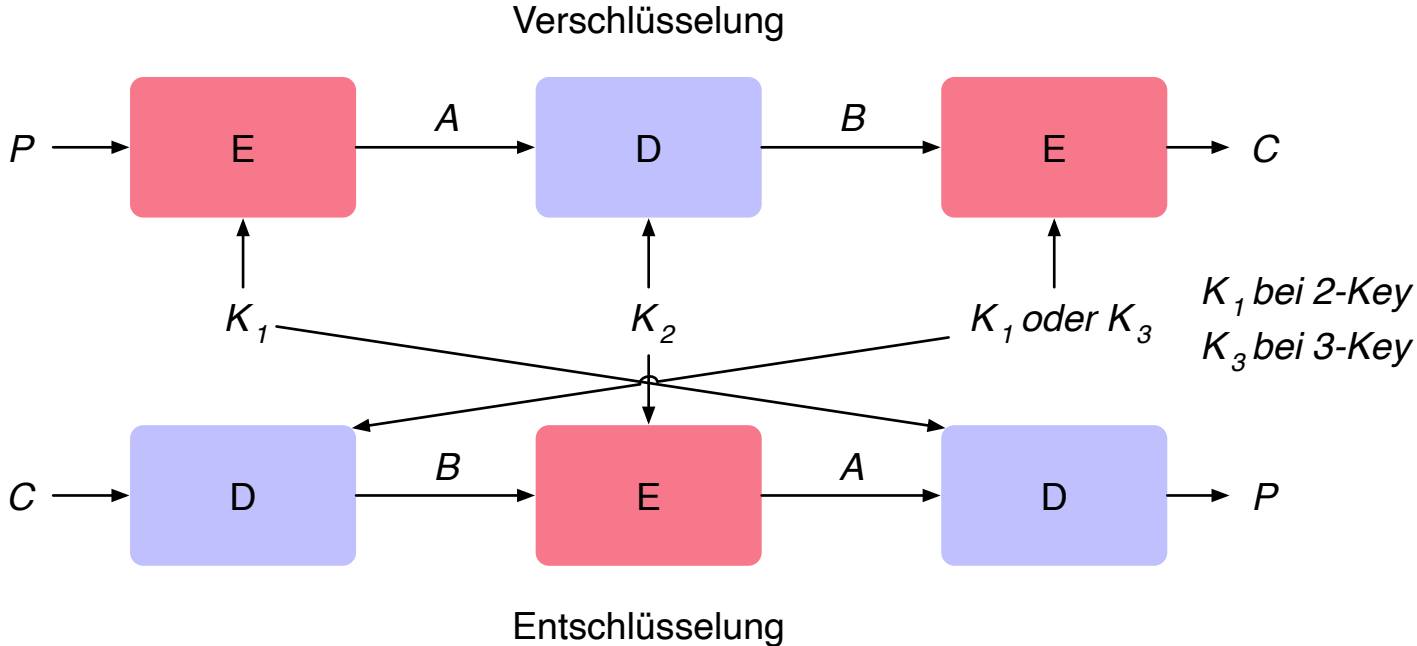 Verschlüsselung
P E A D B E C
K1 K2 K1 oder K3
K1 bei 2-Key
K3 bei 3-Key
C D B E A D P
Entschlüsselung